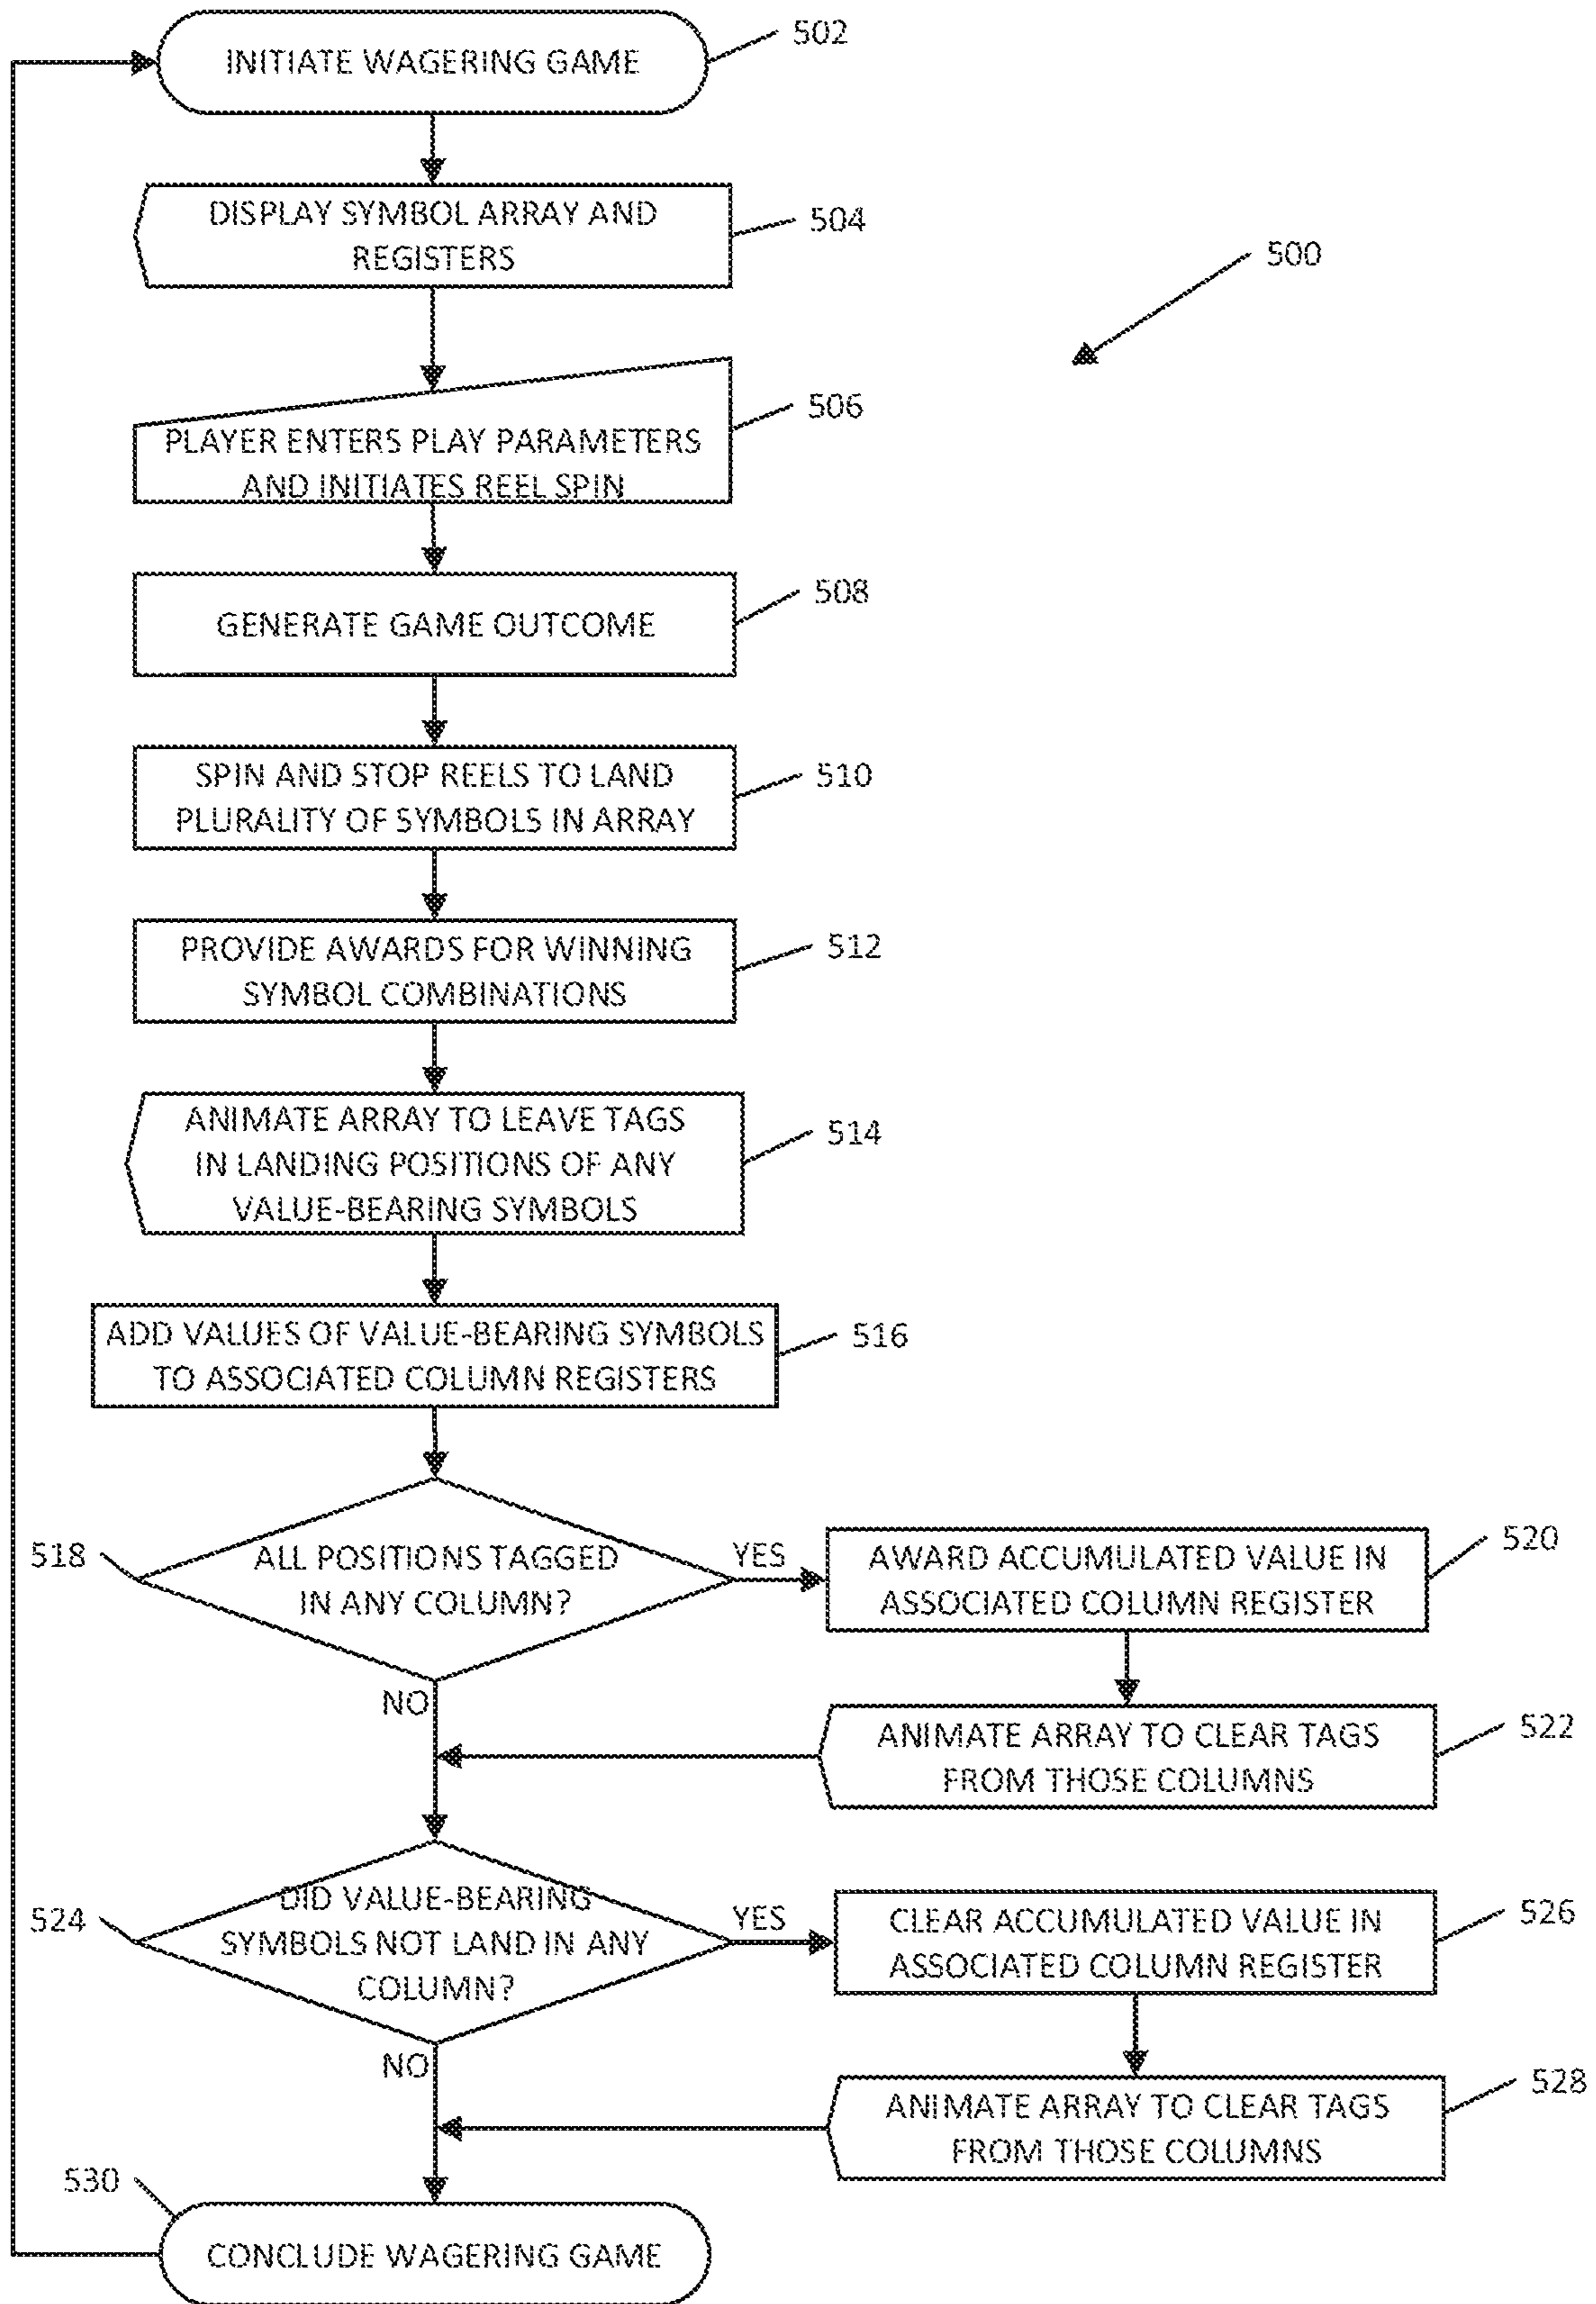 502
INITIATE WAGERING GAME
DISPLAY SYMBOL ARRAY AND
REGISTERS
504
500
506
PLAYER ENTERS PLAY PARAMETERS
AND INITIATES REEL SPIN
508
GENERATE GAME OUTCOME
SPIN AND STOP REELS TO LAND
PLURALITY OF SYMBOLS IN ARRAY
510
PROVIDE AWARDS FOR WINNING
SYMBOL COMBINATIONS
512
ANIMATE ARRAY TO LEAVE TAGS
IN LANDING POSITIONS OF ANY
VALUE-BEARING SYMBOLS
514
ADD VALUES OF VALUE-BEARING SYMBOLS
TO ASSOCIATED COLUMN REGISTERS
516
518
ALL POSITIONS TAGGED
IN ANY COLUMN?
YES
AWARD ACCUMULATED VALUE IN
ASSOCIATED COLUMN REGISTER
520
NO
ANIMATE ARRAY TO CLEAR TAGS
FROM THOSE COLUMNS
522
524
DID VALUE-BEARING
SYMBOLS NOT LAND IN ANY
COLUMN?
YES
CLEAR ACCUMULATED VALUE IN
ASSOCIATED COLUMN REGISTER
526
NO
ANIMATE ARRAY TO CLEAR TAGS
FROM THOSE COLUMNS
528
530
CONCLUDE WAGERING GAME